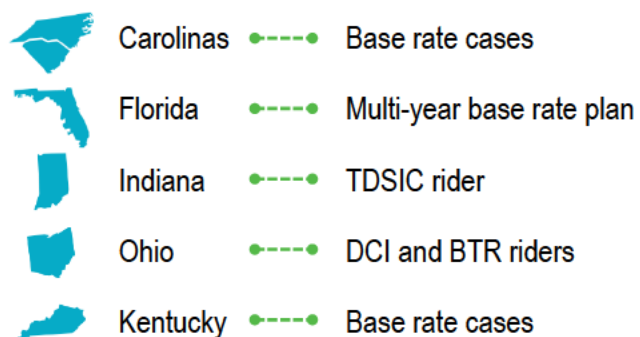 Carolinas Base rate cases
Florida Multi-year base rate plan
Indiana TDSIC rider
Ohio DCI and BTR riders
Kentucky Base rate cases